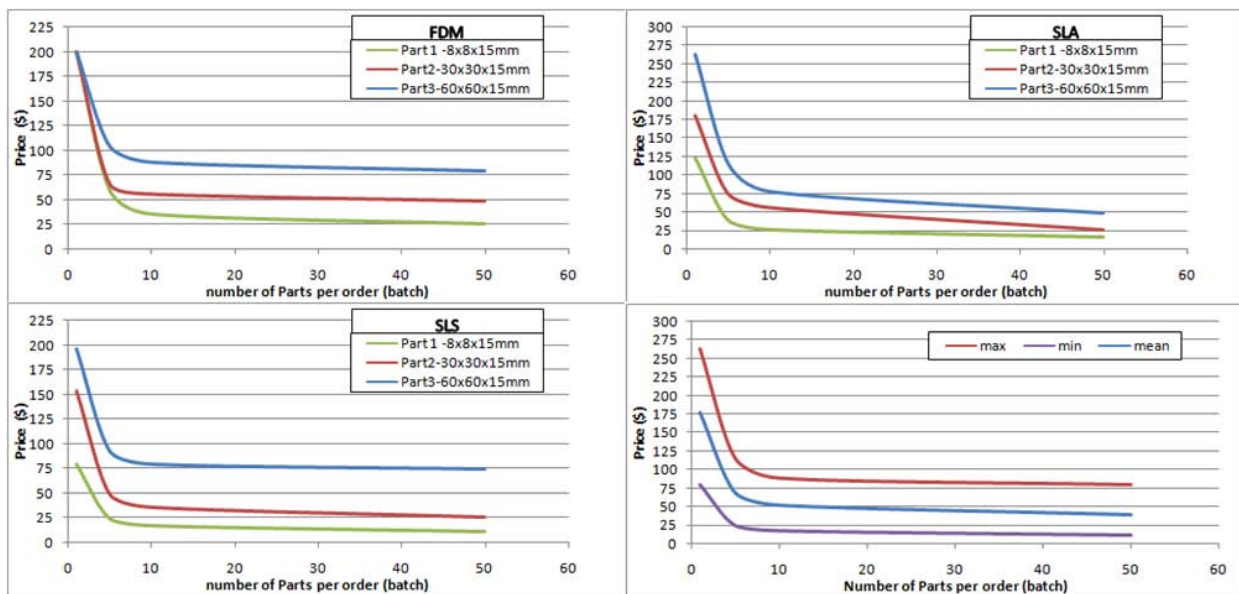 FDM
Part1 -8x8x15mm
Part2-30x30x15mm
Part3-60x60x15mm
Price ($)
225
200
175
150
125
100
75
50
25
0
0 10 20 30 40 50 60
number of Parts per order (batch)
SLA
Part1 -8x8x15mm
Part2-30x30x15mm
Part3-60x60x15mm
Price ($)
300
275
250
225
200
175
150
125
100
75
50
25
0
0 10 20 30 40 50 60
number of Parts per order (batch)
SLS
Part1 -8x8x15mm
Part2-30x30x15mm
Part3-60x60x15mm
Price ($)
225
200
175
150
125
100
75
50
25
0
0 10 20 30 40 50 60
number of Parts per order (batch)
max min mean
Price ($)
300
275
250
225
200
175
150
125
100
75
50
25
0
0 10 20 30 40 50 60
Number of Parts per order (batch)